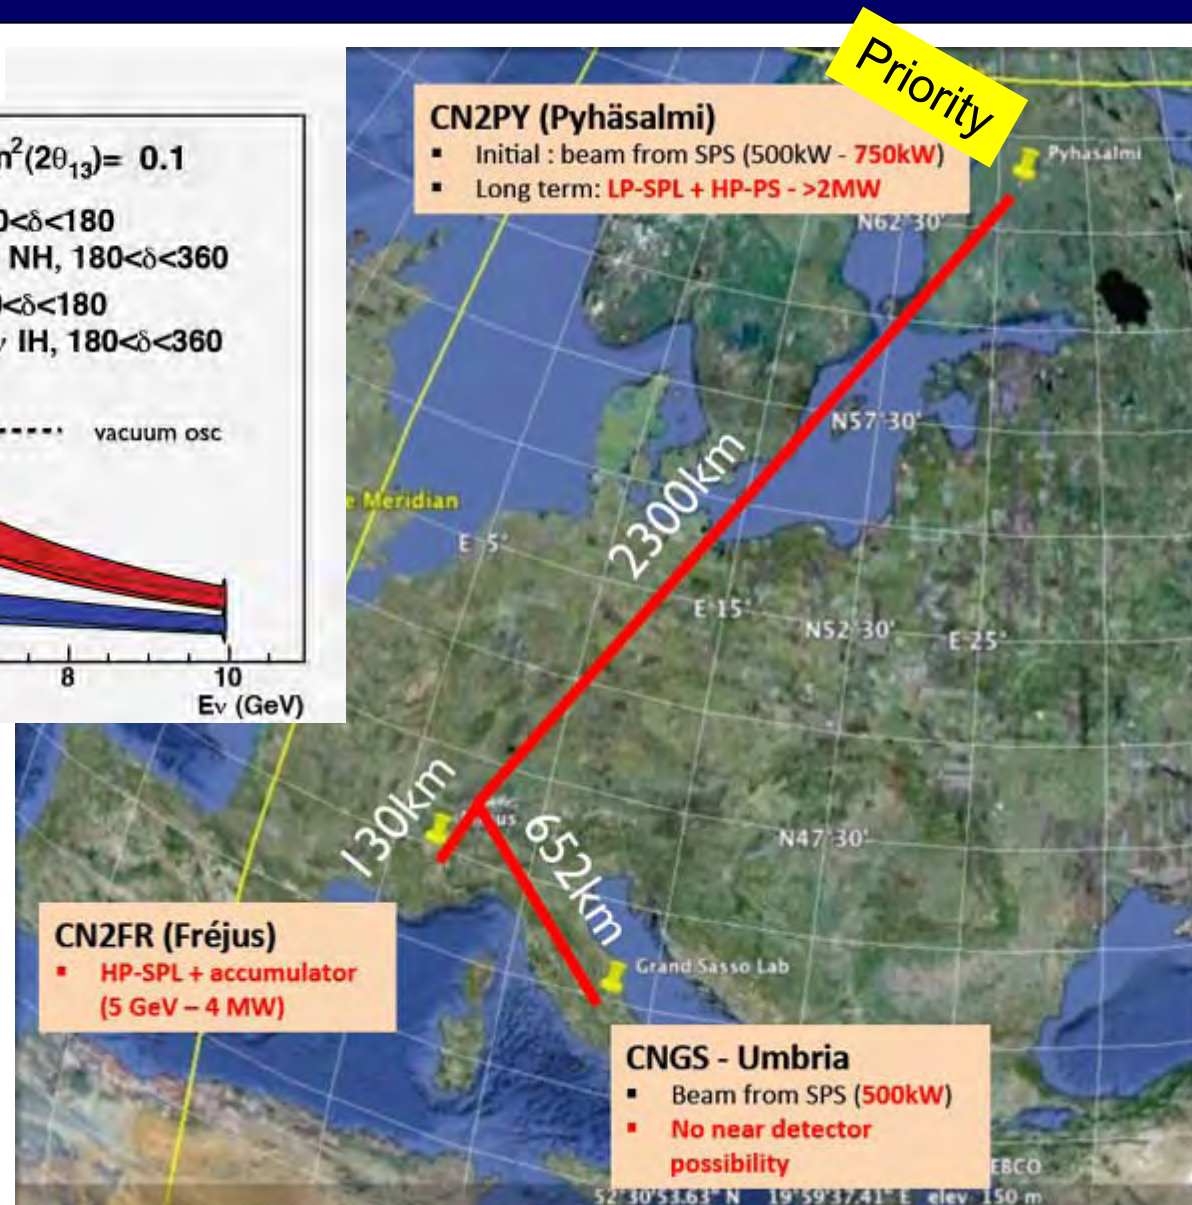 Priority
CN2PY (Pyhäsalmi)
▪ Initial : beam from SPS (500kW - 750kW)
▪ Long term: LP-SPL + HP-PS - >2MW
Pyhasalmi
N62°30'
n²(2θ₁₃)= 0.1
0<δ<180
NH, 180<δ<360
<δ<180
ν IH, 180<δ<360
vacuum osc
8
10
Eν (GeV)
N57°30'
2300km
e Meridian
E 5°
E 15°
N52°30'
E 25°
130km
us
652km
N47°30'
CN2FR (Fréjus)
▪ HP-SPL + accumulator
(5 GeV – 4 MW)
Grand Sasso Lab
CNGS - Umbria
▪ Beam from SPS (500kW)
▪ No near detector
possibility
EBCO
52°30'53.63" N 19°59'37.41" E elev 150 m